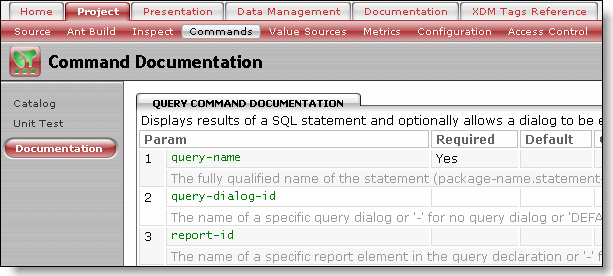 Home Project Presentation Data Management Documentation XDM Tags Reference
Source Ant Build Inspect Commands Value Sources Metrics Configuration Access Control
Command Documentation
Catalog
Unit Test
Documentation
QUERY COMMAND DOCUMENTATION
Displays results of a SQL statement and optionally allows a dialog to be
Param Required Default
1 query-name Yes
The fully qualified name of the statement (package-name.statement-
2 query-dialog-id
The name of a specific query dialog or '-' for no query dialog or 'DEFA
3 report-id
The name of a specific report element in the query declaration or '-' f